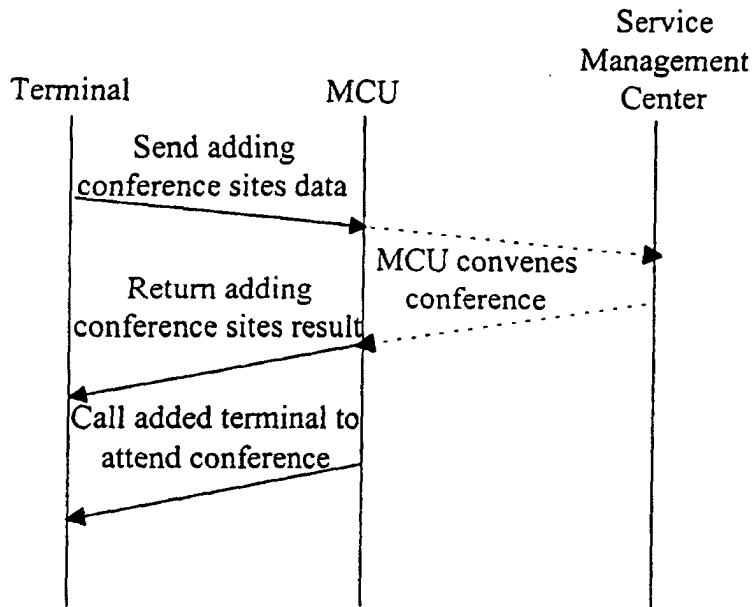 Service
Management
Center
Terminal
MCU
Send adding
conference sites data
MCU convenes
conference
Return adding
conference sites result
Call added terminal to
attend conference